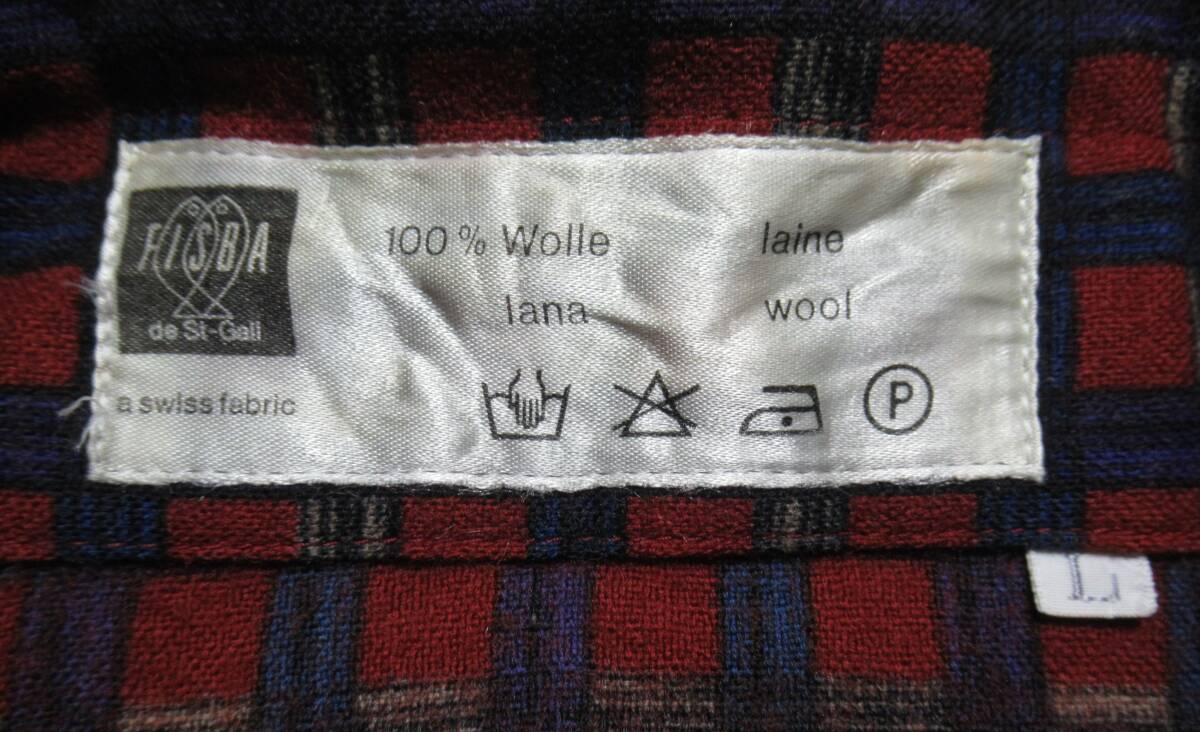 FISBA
de St-Gall
a swiss fabric
100 % Wolle laine
lana wool
P
L